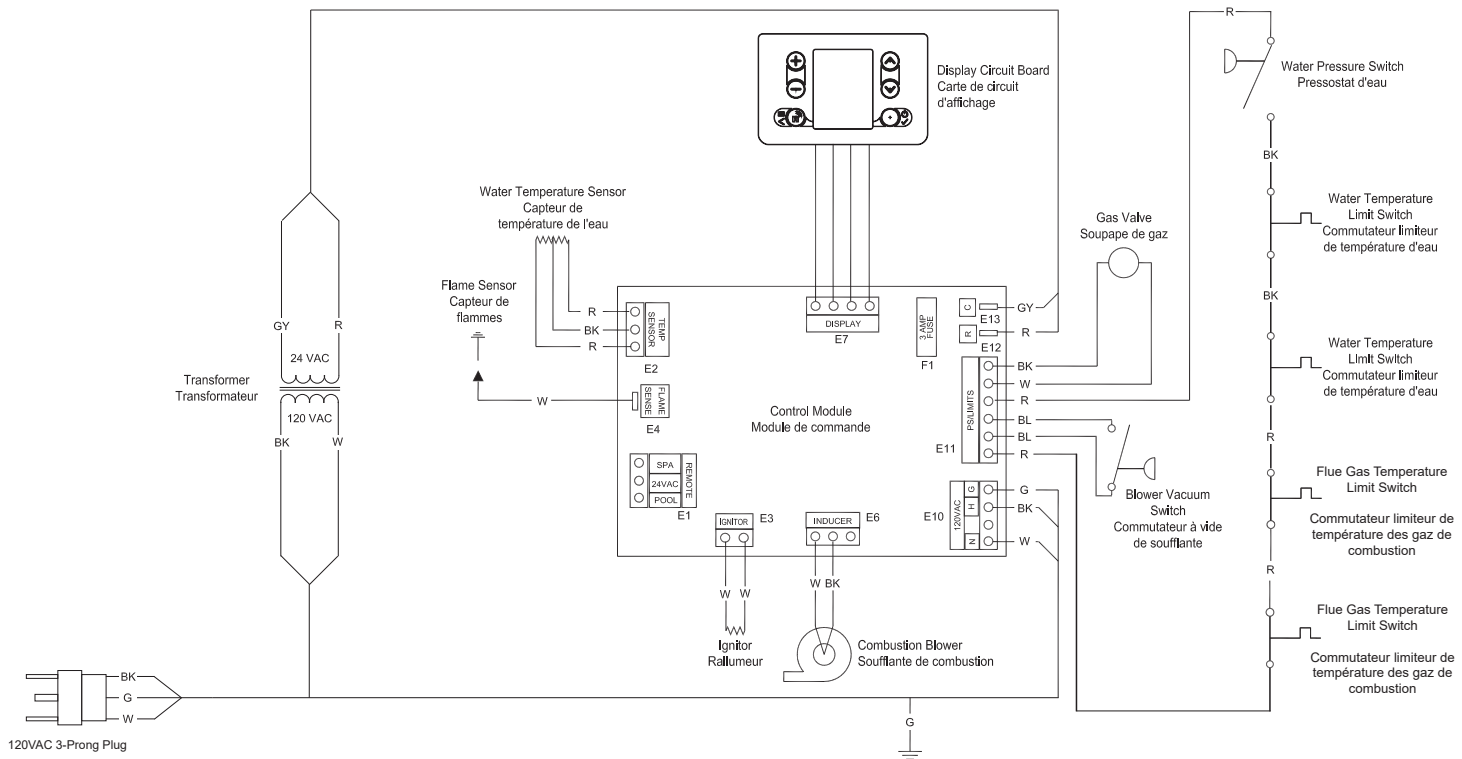 R
Display Circuit Board
Carte de circuit
d'affichage
Water Pressure Switch
Pressostat d'eau
BK
Water Temperature Sensor
Capteur de
température de l'eau
Water Temperature
Limit Switch
Commutateur limiteur
de température d'eau
Gas Valve
Soupape de gaz
Flame Sensor
Capteur de
flammes
BK
GY
R
24 VAC
Transformer
Transformateur
120 VAC
BK
W
R
BK
R
TEMP
SENSOR
E2
W
FLAME
SENSE
E4
DISPLAY
E7
3 AMP
FUSE
F1
C
E13
GY
R
E12
R
Water Temperature
Limit Switch
Commutateur limiteur
de température d'eau
Control Module
Module de commande
PS/LIMITS
E11
BK
W
R
BL
BL
R
R
SPA
24VAC
POOL
REMOTE
E1
IGNITOR
E3
INDUCER
E6
E10
120VAC
G
H
N
G
BK
W
Blower Vacuum
Switch
Commutateur à vide
de soufflante
Flue Gas Temperature
Limit Switch
Commutateur limiteur de
température des gaz de
combustion
R
W
W
W
BK
Ignitor
Rallumeur
Combustion Blower
Soufflante de combustion
Flue Gas Temperature
Limit Switch
Commutateur limiteur de
température des gaz de
combustion
BK
G
W
120VAC 3-Prong Plug
G